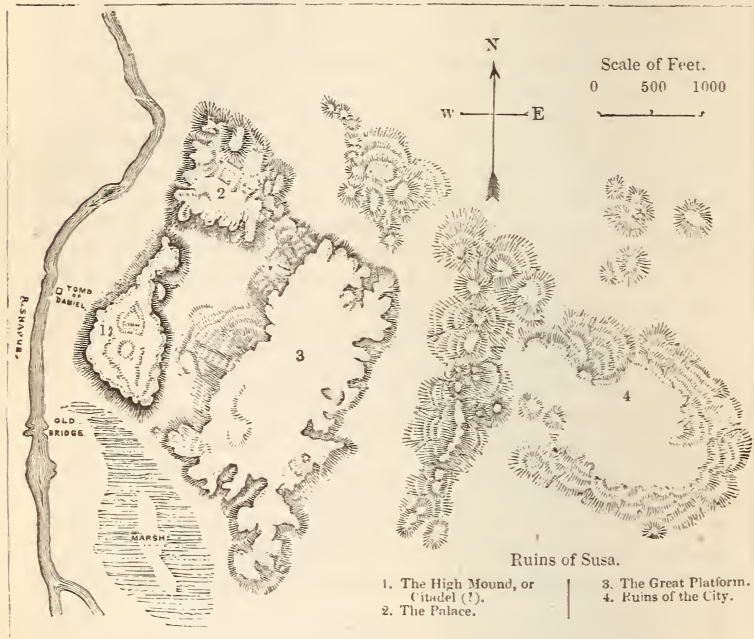 N
Scale of Feet.
0 500 1000
W E
2
TOMB
OF
DANIEL
R. SHAPUR.
1
3
4
OLD
BRIDGE
MARSH
Ruins of Susa.
1. The High Mound, or
Citadel (?).
2. The Palace.
3. The Great Platform.
4. Ruins of the City.